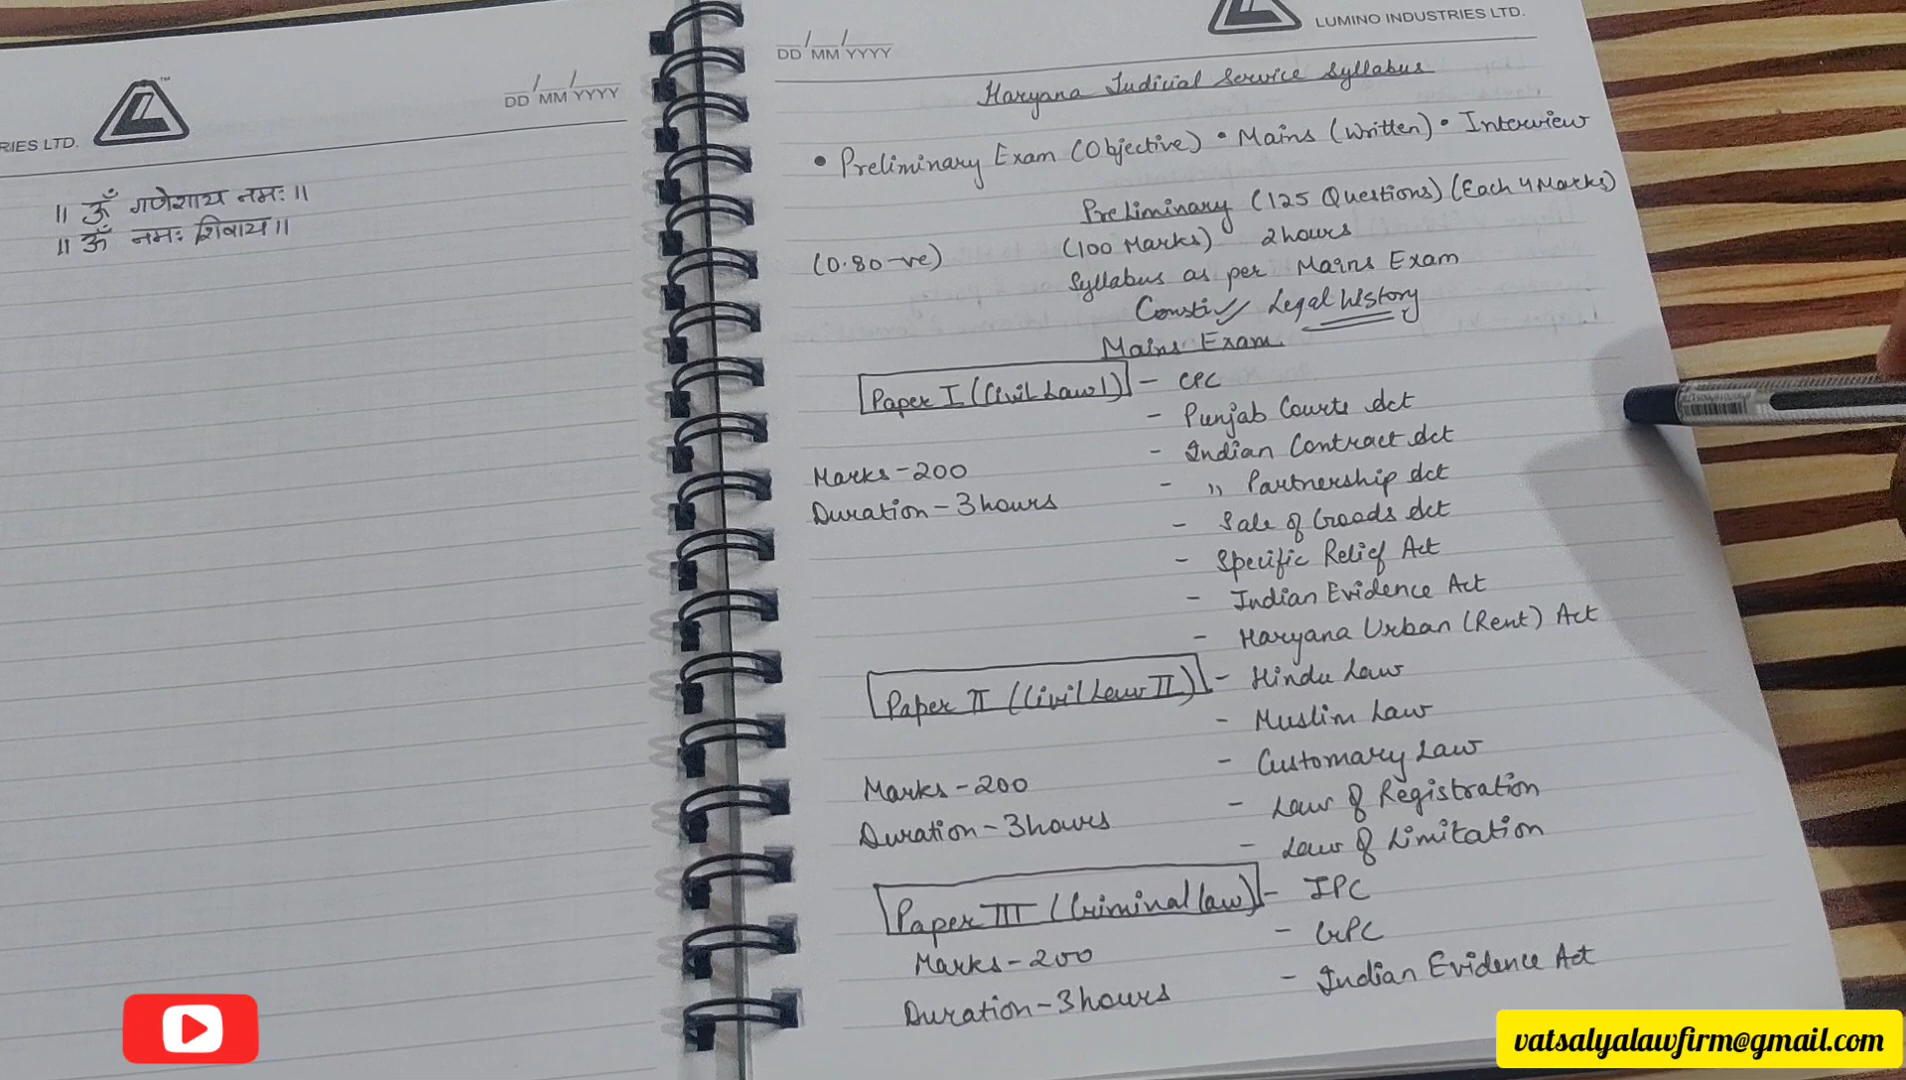 RIES LTD.
DD / MM / YYYY
॥ ॐ गणेशाय नमः ॥
॥ ॐ नमः शिवाय ॥
DD / MM / YYYY
LUMINO INDUSTRIES LTD.
Haryana Judicial Service Syllabus
• Preliminary Exam (Objective) • Mains (Written) • Interview
Preliminary (125 Questions) (Each 4 Marks)
(0.80 -ve) (100 Marks) 2 hours
Syllabus as per Mains Exam
Consti Legal History
Mains Exam
Paper I (Civil Law I) - CPC
- Punjab Courts Act
- Indian Contract Act
Marks - 200
- 〃 Partnership Act
Duration - 3 hours
- Sale of Goods Act
- Specific Relief Act
- Indian Evidence Act
- Haryana Urban (Rent) Act
Paper II (Civil Law II) - Hindu Law
- Muslim Law
- Customary Law
Marks - 200
- Law of Registration
Duration - 3 hours
- Law of Limitation
Paper III (Criminal Law) - IPC
- CrPC
Marks - 200
- Indian Evidence Act
Duration - 3 hours
vatsalyalawfirm@gmail.com